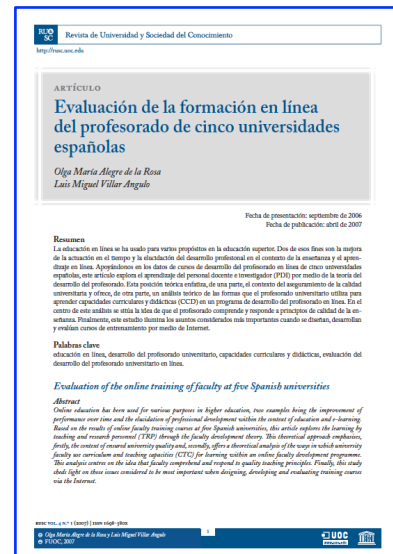 RU SC
Revista de Universidad y Sociedad del Conocimiento
http://rusc.uoc.edu
ARTÍCULO
Evaluación de la formación en línea
del profesorado de cinco universidades
españolas
Olga María Alegre de la Rosa
Luis Miguel Villar Angulo
Fecha de presentación: septiembre de 2006
Fecha de publicación: abril de 2007
Resumen
La educación en línea se ha usado para varios propósitos en la educación superior. Dos de esos fines son la mejora
de la actuación en el tiempo y la elucidación del desarrollo profesional en el contexto de la enseñanza y el apren-
dizaje en línea. Apoyándonos en los datos de cursos de desarrollo del profesorado en línea de cinco universidades
españolas, este artículo explora el aprendizaje del personal docente e investigador (PDI) por medio de la teoría del
desarrollo del profesorado. Esta posición teórica enfatiza, de una parte, el contexto del aseguramiento de la calidad
universitaria y ofrece, de otra parte, un análisis teórico de las formas que el profesorado universitario utiliza para
aprender capacidades curriculares y didácticas (CCD) en un programa de desarrollo del profesorado en línea. En el
centro de este análisis se sitúa la idea de que el profesorado comprende y responde a principios de calidad de la en-
señanza. Finalmente, este estudio ilumina los asuntos considerados más importantes cuando se diseñan, desarrollan
y evalúan cursos de entrenamiento por medio de Internet.
Palabras clave
educación en línea, desarrollo del profesorado universitario, capacidades curriculares y didácticas, evaluación del
desarrollo del profesorado universitario en línea.
Evaluation of the online training of faculty at five Spanish universities
Abstract
Online education has been used for various purposes in higher education, two examples being the improvement of
performance over time and the elucidation of professional development within the context of education and e-learning.
Based on the results of online faculty training courses at five Spanish universities, this article explores the learning by
teaching and research personnel (TRP) through the faculty development theory. This theoretical approach emphasises,
firstly, the context of ensured university quality and, secondly, offers a theoretical analysis of the ways in which university
faculty use curriculum and teaching capacities (CTC) for learning within an online faculty development programme.
This analysis centres on the idea that faculty comprehend and respond to quality teaching principles. Finally, this study
sheds light on those issues considered to be most important when designing, developing and evaluating training courses
via the Internet.
RUSC VOL. 4 N.º 1 (2007) | ISSN 1698-580X
1
Olga María Alegre de la Rosa y Luis Miguel Villar Angulo
FUOC, 2007
UOC